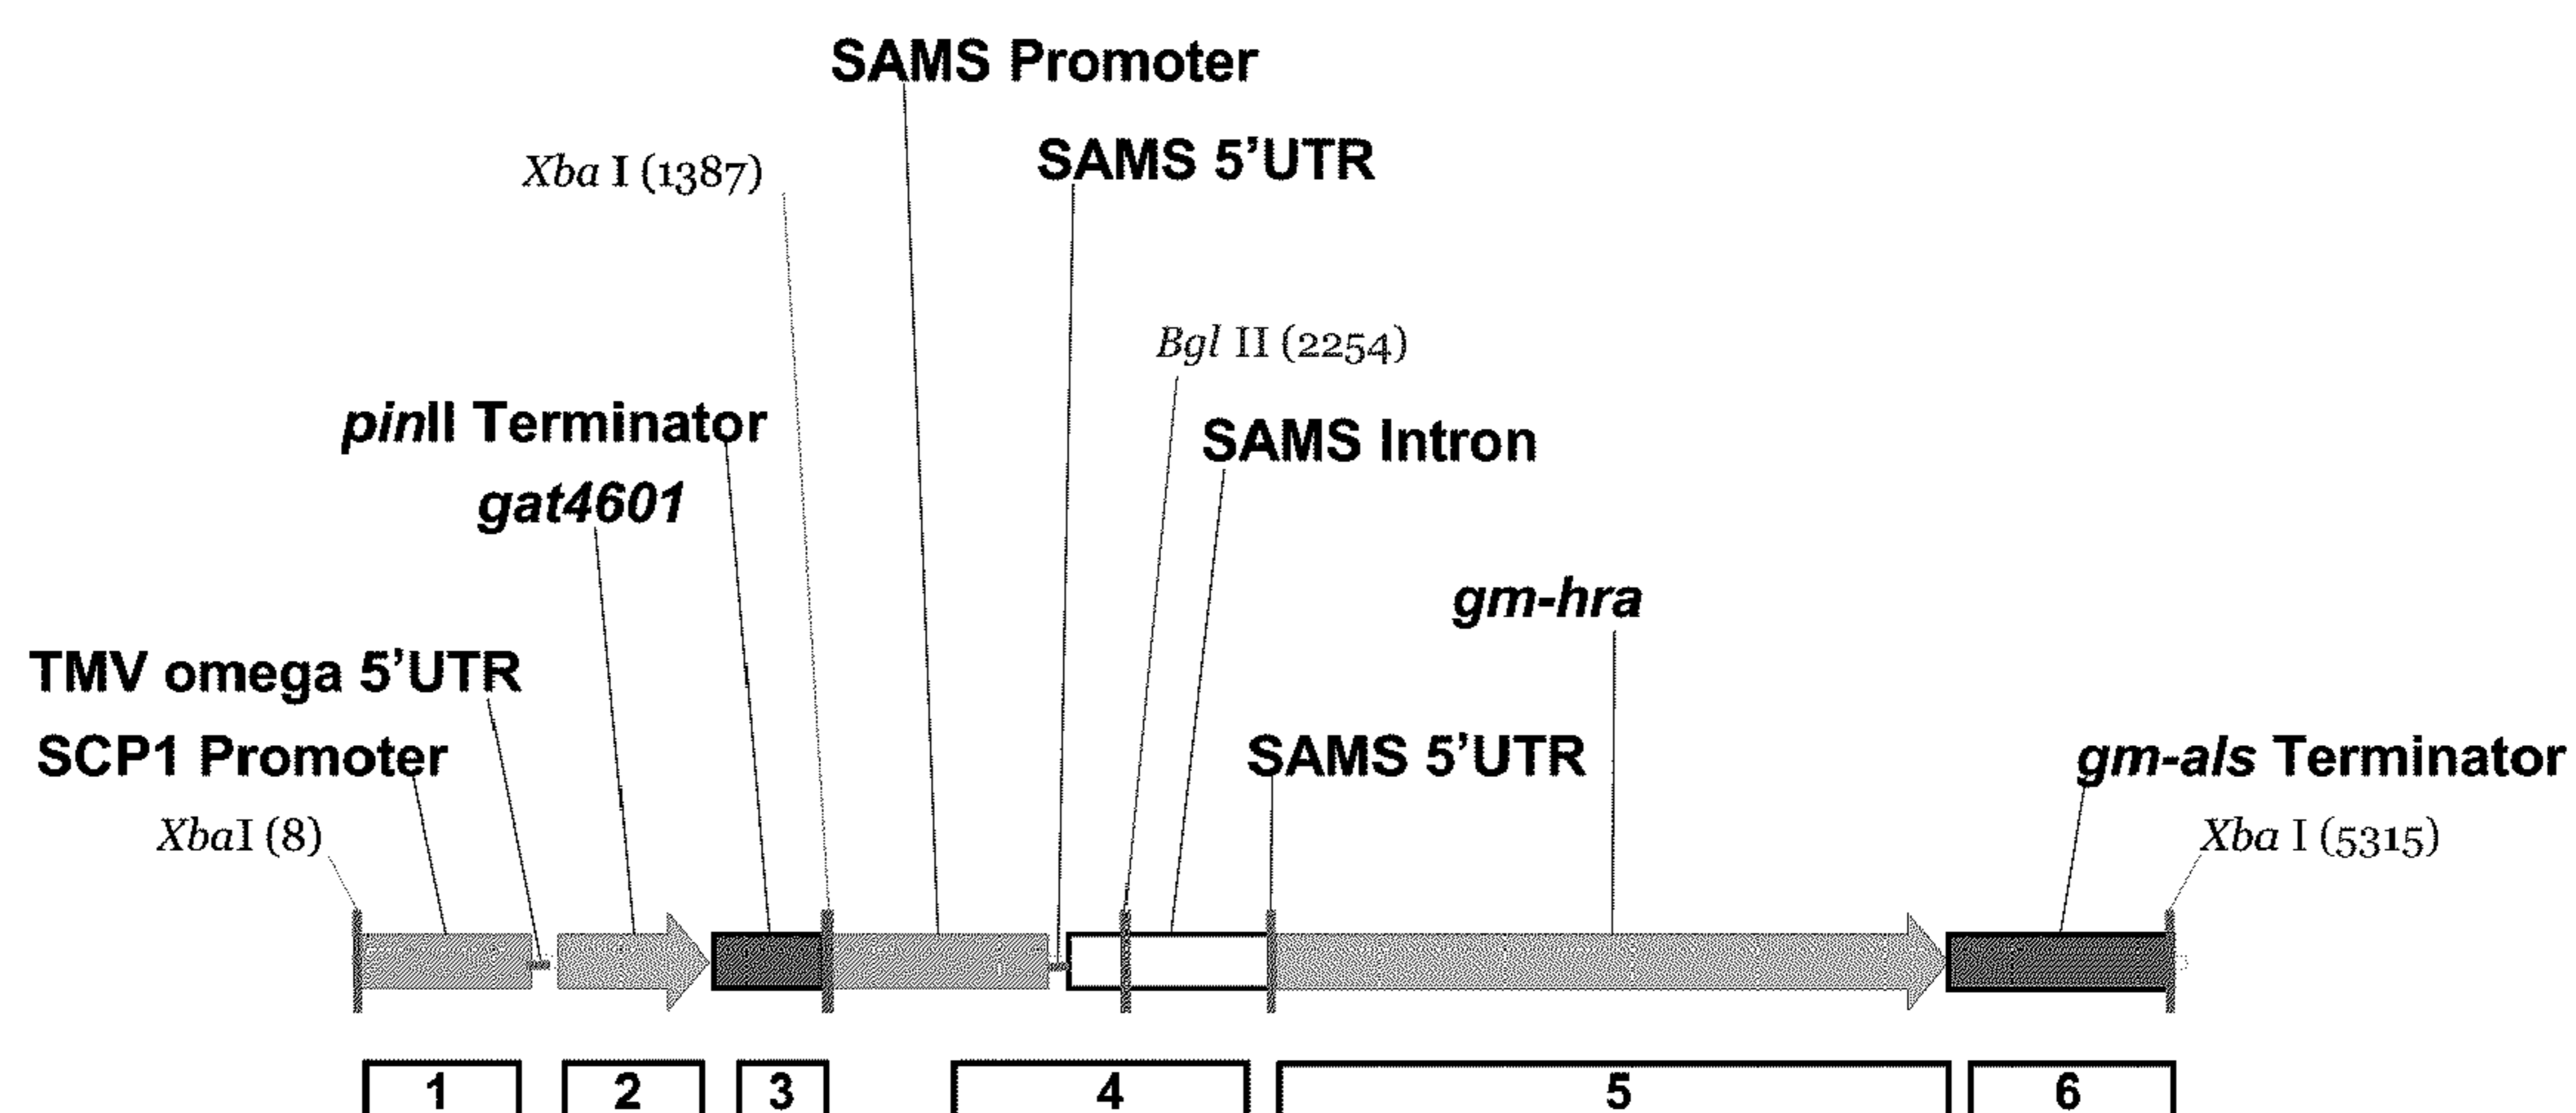 SAMS Promoter
Xba I (1387)
SAMS 5’UTR
Bgl II (2254)
pinII Terminator
SAMS Intron
gat4601
gm-hra
TMV omega 5’UTR
SCP1 Promoter
SAMS 5’UTR
gm-als Terminator
XbaI (8)
Xba I (5315)
1 2 3 4 5 6